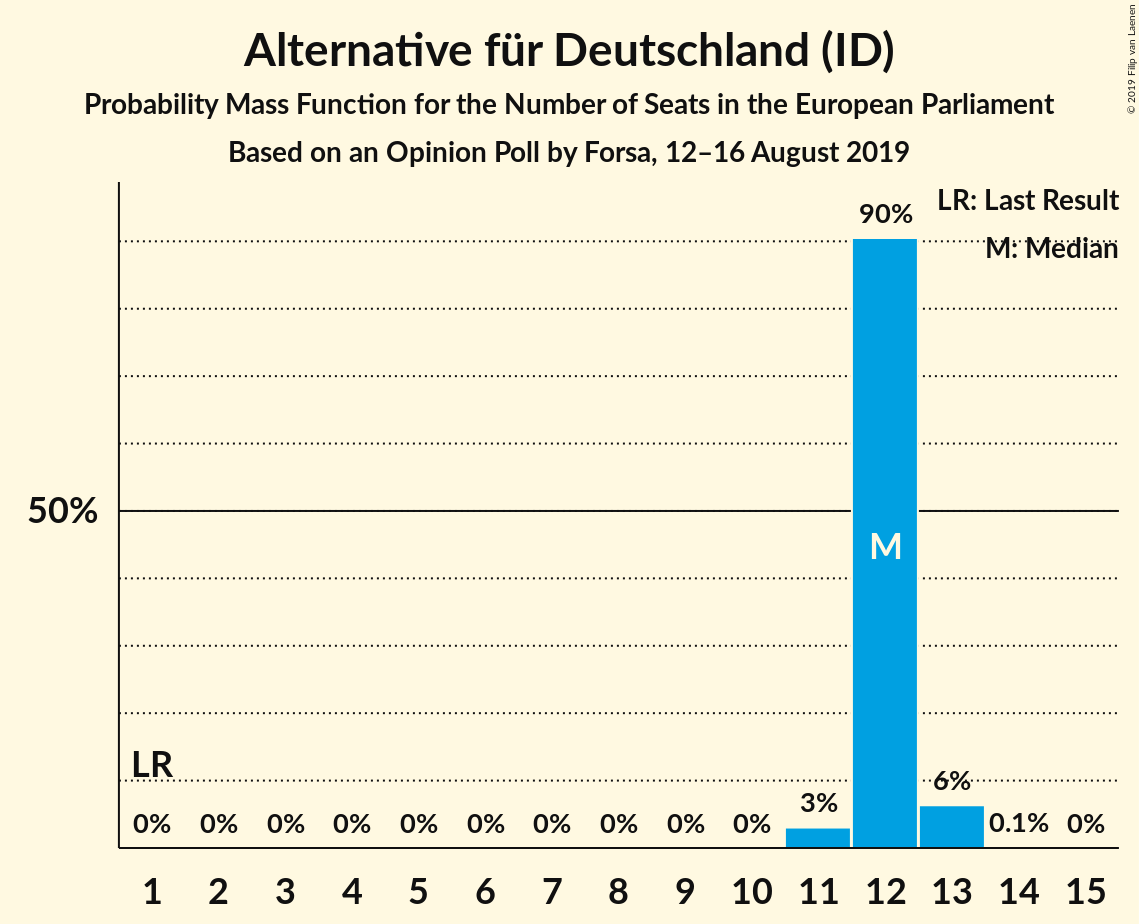 Alternative für Deutschland (ID)
Probability Mass Function for the Number of Seats in the European Parliament
Based on an Opinion Poll by Forsa, 12–16 August 2019
© 2019 Filip van Laenen
LR: Last Result
M: Median
90%
50%
M
LR
0% 0% 0% 0% 0% 0% 0% 0% 0% 0% 3% 6% 0.1% 0%
1 2 3 4 5 6 7 8 9 10 11 12 13 14 15